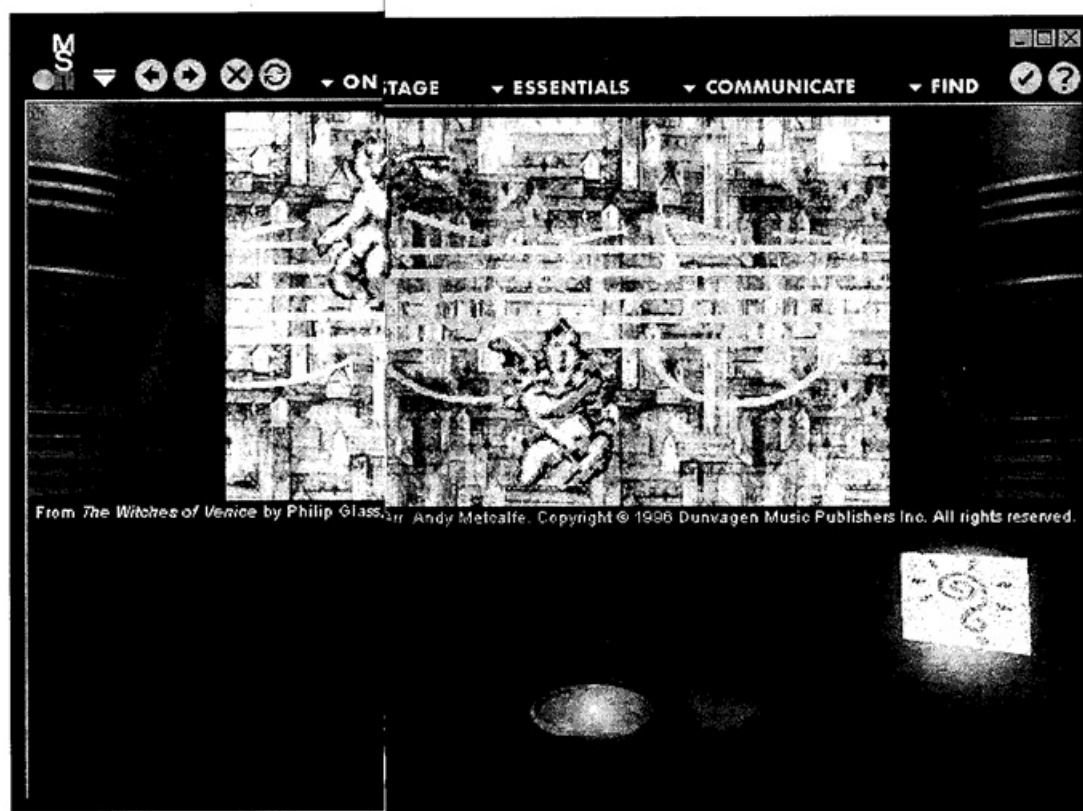 MS
ON STAGE ESSENTIALS COMMUNICATE FIND ?
From The Witches of Venice by Philip Glass. Arr. Andy Metcalfe. Copyright © 1996 Dunvagen Music Publishers Inc. All rights reserved.